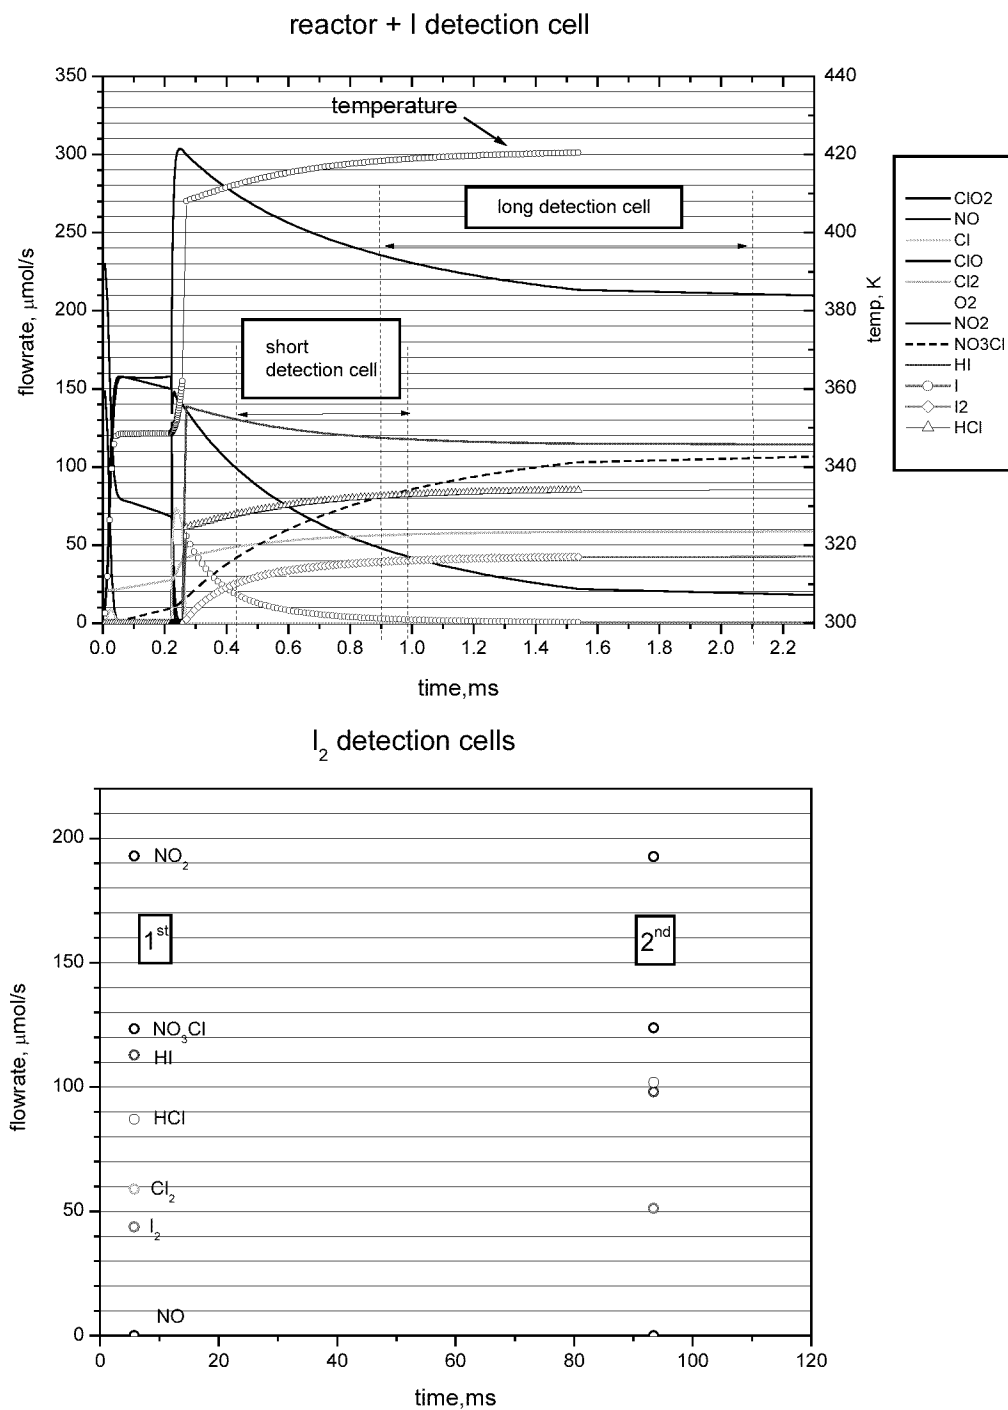 reactor + I detection cell
350
300
250
200
150
100
50
0
flowrate, μmol/s
440
420
400
380
360
340
320
300
temp, K
temperature
long detection cell
short
detection cell
0.0 0.2 0.4 0.6 0.8 1.0 1.2 1.4 1.6 1.8 2.0 2.2
time,ms
ClO2
NO
Cl
ClO
Cl2
O2
NO2
NO3Cl
HI
I
I2
HCl
I₂ detection cells
200
150
100
50
0
flowrate, μmol/s
NO₂
1st
2nd
NO₃Cl
HI
HCl
Cl₂
I₂
NO
0 20 40 60 80 100 120
time,ms